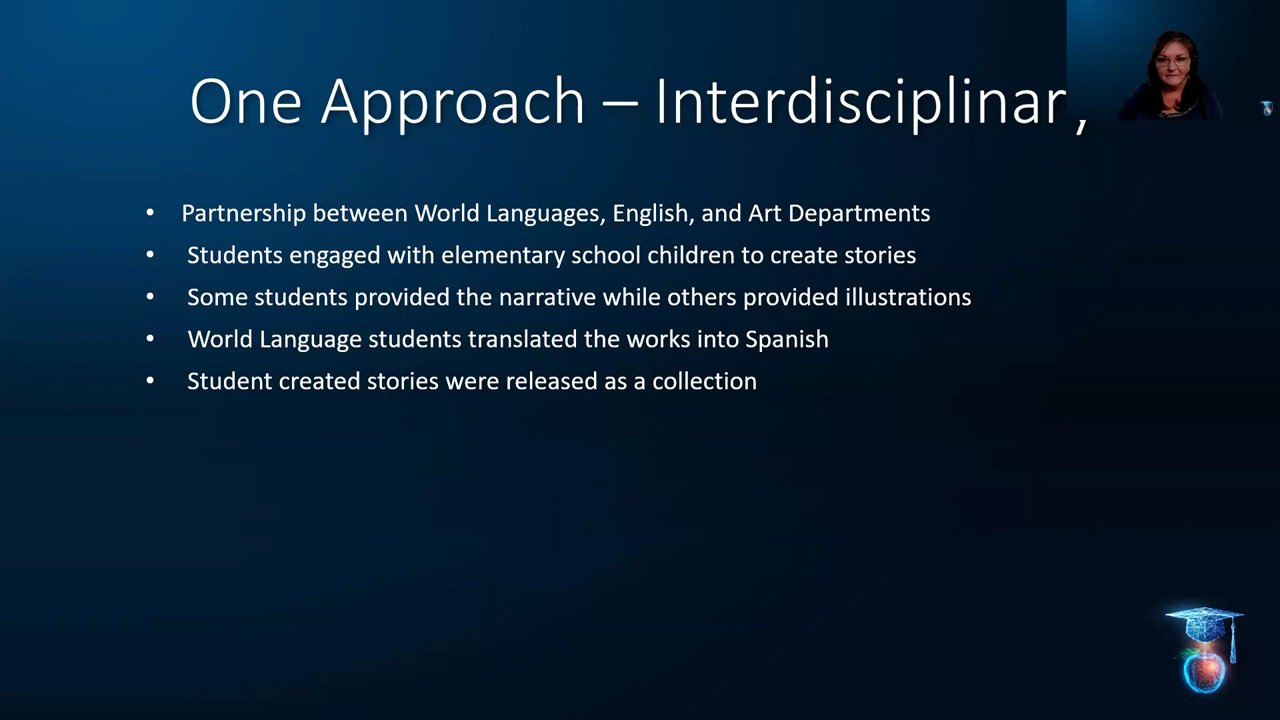 One Approach – Interdisciplinar
• Partnership between World Languages, English, and Art Departments
• Students engaged with elementary school children to create stories
• Some students provided the narrative while others provided illustrations
• World Language students translated the works into Spanish
• Student created stories were released as a collection